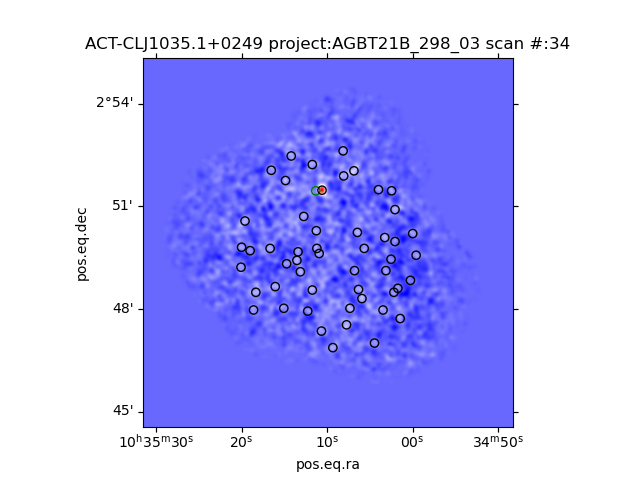 ACT-CLJ1035.1+0249 project:AGBT21B_298_03 scan #:34
2°54'
51'
48'
45'
pos.eq.dec
10ʰ35ᵐ30ˢ 20ˢ 10ˢ 00ˢ 34ᵐ50ˢ
pos.eq.ra